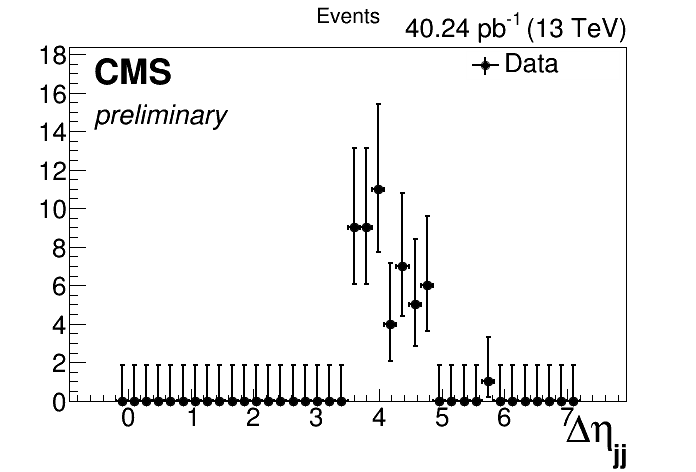 Events
40.24 pb-1 (13 TeV)
CMS
Data
preliminary
18
16
14
12
10
8
6
4
2
0
0 1 2 3 4 5 6 7
Δηjj